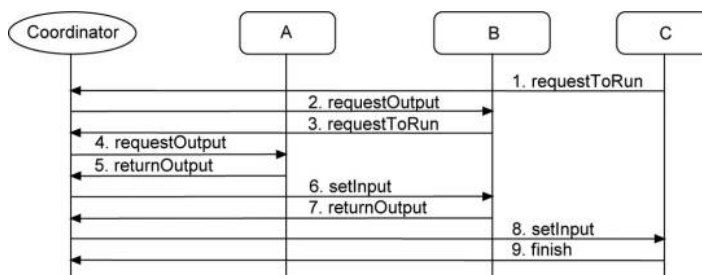 Coordinator
A
B
C
1. requestToRun
2. requestOutput
3. requestToRun
4. requestOutput
5. returnOutput
6. setInput
7. returnOutput
8. setInput
9. finish